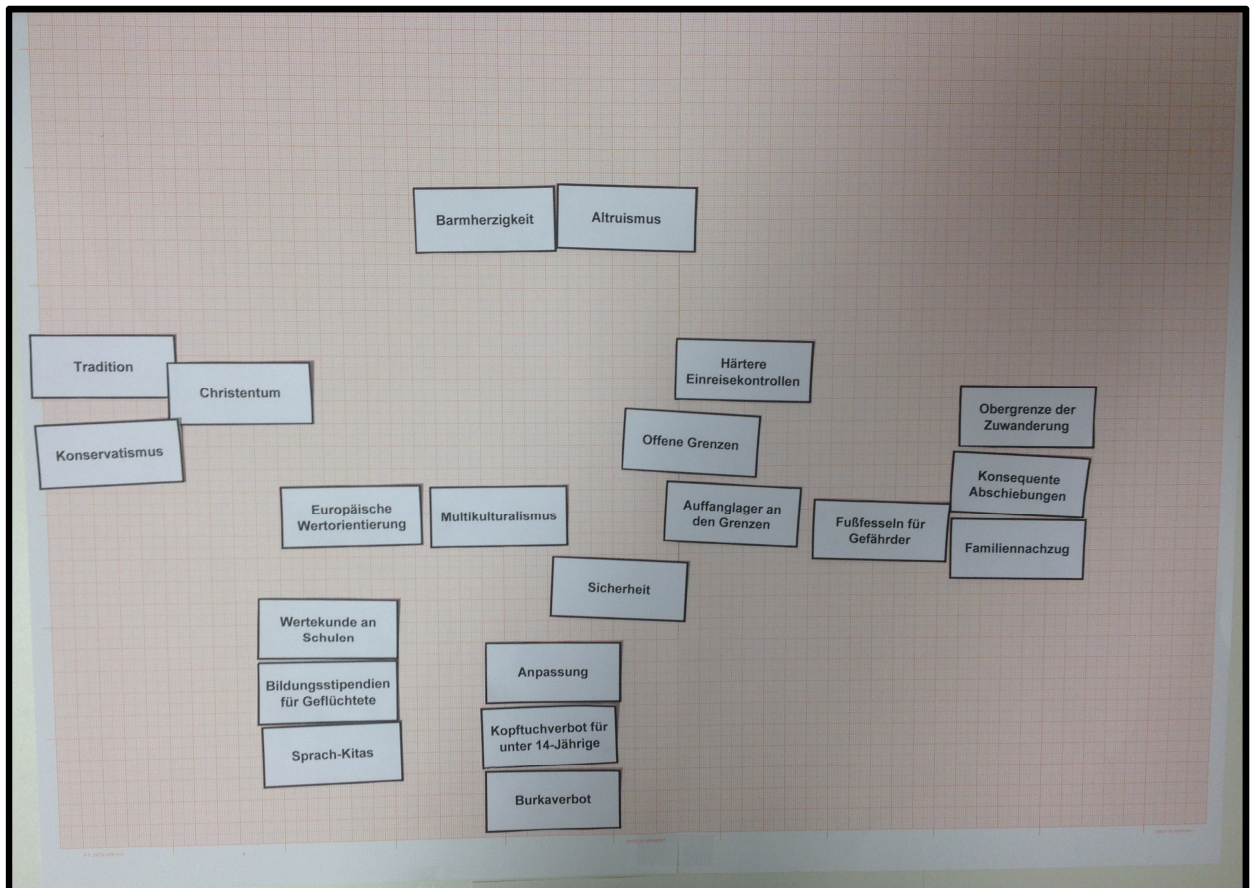 Barmherzigkeit
Altruismus
Tradition
Christentum
Konservatismus
Härtere
Einreisekontrollen
Offene Grenzen
Obergrenze der
Zuwanderung
Konsequente
Abschiebungen
Familiennachzug
Europäische
Wertorientierung
Multikulturalismus
Auffanglager an
den Grenzen
Fußfesseln für
Gefährder
Sicherheit
Wertekunde an
Schulen
Bildungsstipendien
für Geflüchtete
Sprach-Kitas
Anpassung
Kopftuchverbot für
unter 14-Jährige
Burkaverbot